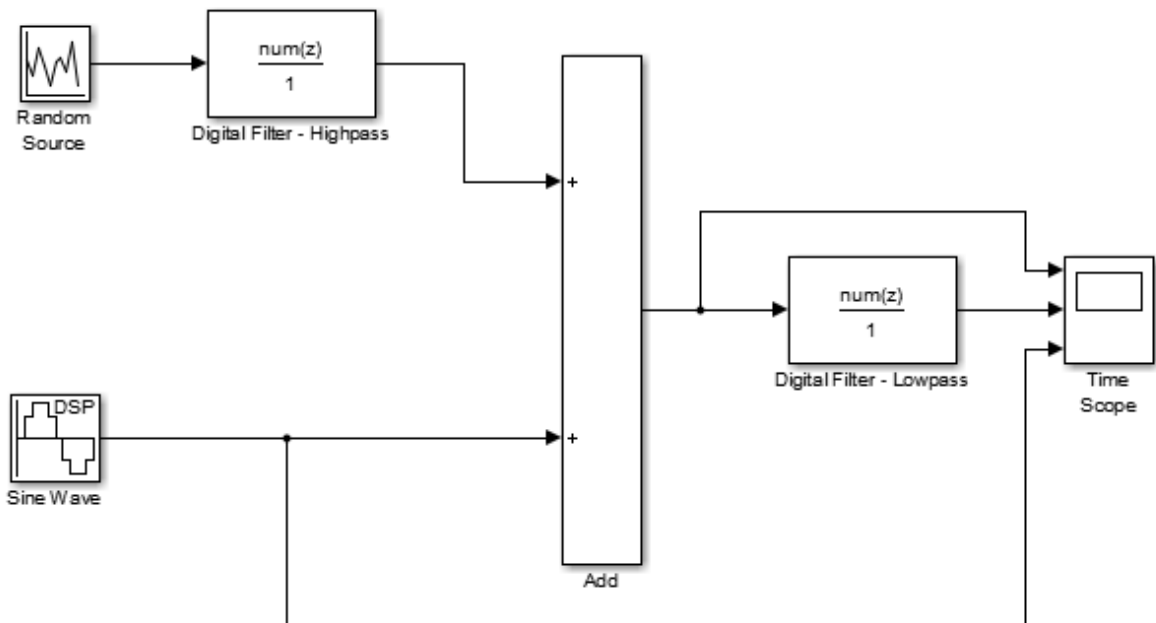 num(z)
1
Random
Source
Digital Filter - Highpass
+
num(z)
1
Digital Filter - Lowpass
Time
Scope
DSP
+
Sine Wave
Add